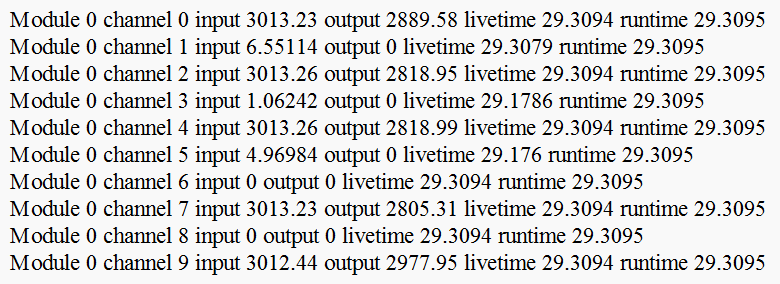 Module 0 channel 0 input 3013.23 output 2889.58 livetime 29.3094 runtime 29.3095
Module 0 channel 1 input 6.55114 output 0 livetime 29.3079 runtime 29.3095
Module 0 channel 2 input 3013.26 output 2818.95 livetime 29.3094 runtime 29.3095
Module 0 channel 3 input 1.06242 output 0 livetime 29.1786 runtime 29.3095
Module 0 channel 4 input 3013.26 output 2818.99 livetime 29.3094 runtime 29.3095
Module 0 channel 5 input 4.96984 output 0 livetime 29.176 runtime 29.3095
Module 0 channel 6 input 0 output 0 livetime 29.3094 runtime 29.3095
Module 0 channel 7 input 3013.23 output 2805.31 livetime 29.3094 runtime 29.3095
Module 0 channel 8 input 0 output 0 livetime 29.3094 runtime 29.3095
Module 0 channel 9 input 3012.44 output 2977.95 livetime 29.3094 runtime 29.3095